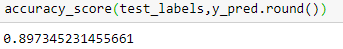 accuracy_score(test_labels,y_pred.round())
0.897345231455661